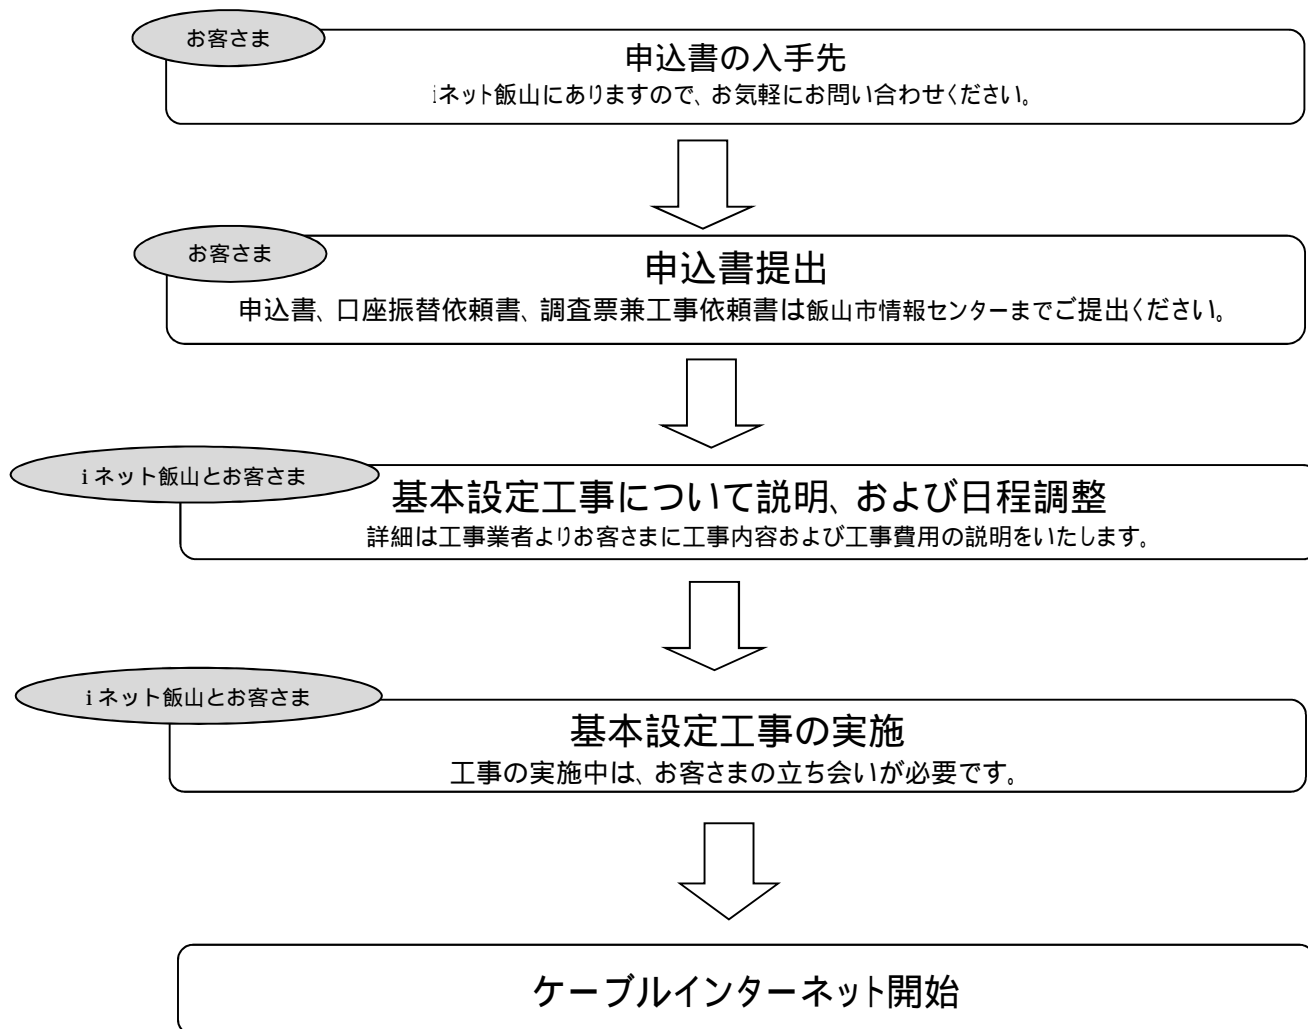 お客さま
申込書の入手先
iネット飯山にありますので、お気軽にお問い合わせください。
お客さま
申込書提出
申込書、口座振替依頼書、調査票兼工事依頼書は飯山市情報センターまでご提出ください。
iネット飯山とお客さま
基本設定工事について説明、および日程調整
詳細は工事業者よりお客さまに工事内容および工事費用の説明をいたします。
iネット飯山とお客さま
基本設定工事の実施
工事の実施中は、お客さまの立ち会いが必要です。
ケーブルインターネット開始